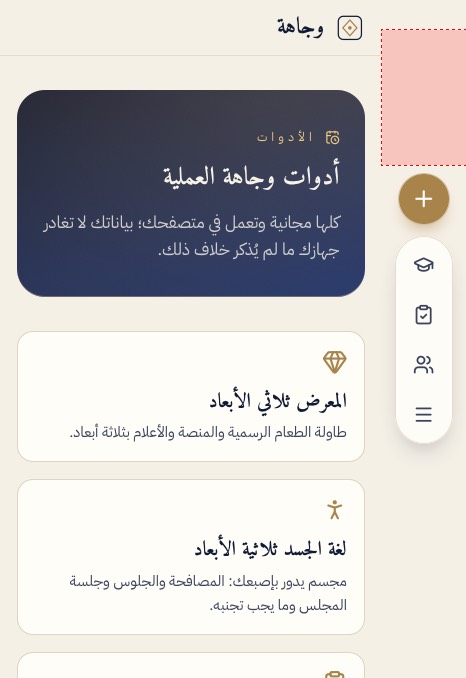 وجاهة
الأدوات
أدوات وجاهة العملية
كلها مجانية وتعمل في متصفحك؛ بياناتك لا تغادر
جهازك ما لم يُذكر خلاف ذلك.
المعرض ثلاثي الأبعاد
طاولة الطعام الرسمية والمنصة والأعلام بثلاثة أبعاد.
لغة الجسد ثلاثية الأبعاد
مجسم يدور بإصبعك: المصافحة والجلوس وجلسة
المجلس وما يجب تجنبه.